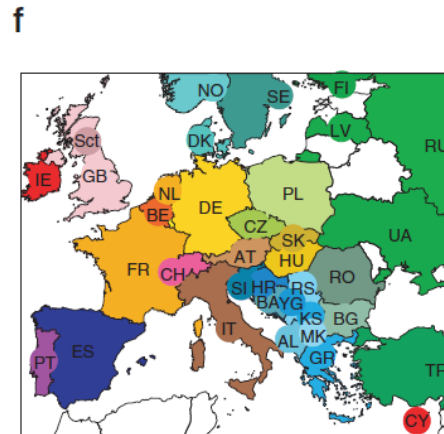 f
NO
SE
FI
Sct
DK
LV
RU
IE
GB
NL
BE
DE
PL
CZ
SK
UA
FR
CH
AT
HU
RO
SI
HR
RS
BA
YG
BG
IT
KS
MK
AL
GR
PT
ES
TR
CY